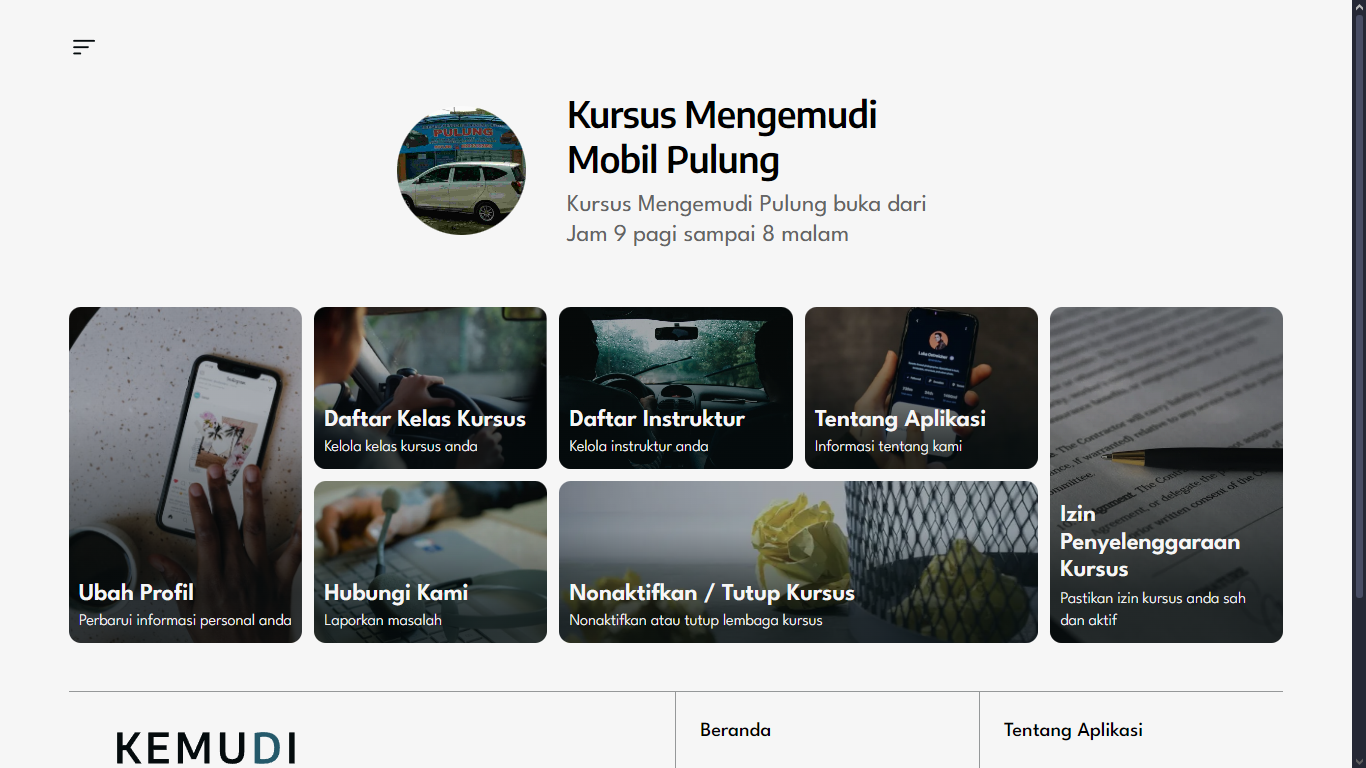 Kursus Mengemudi
Mobil Pulung
Kursus Mengemudi Pulung buka dari
Jam 9 pagi sampai 8 malam
PULUNG
Daftar Kelas Kursus
Kelola kelas kursus anda
Daftar Instruktur
Kelola instruktur anda
Tentang Aplikasi
Informasi tentang kami
Ubah Profil
Perbarui informasi personal anda
Hubungi Kami
Laporkan masalah
Nonaktifkan / Tutup Kursus
Nonaktifkan atau tutup lembaga kursus
Izin
Penyelenggaraan
Kursus
Pastikan izin kursus anda sah
dan aktif
KEMUDI
Beranda
Tentang Aplikasi